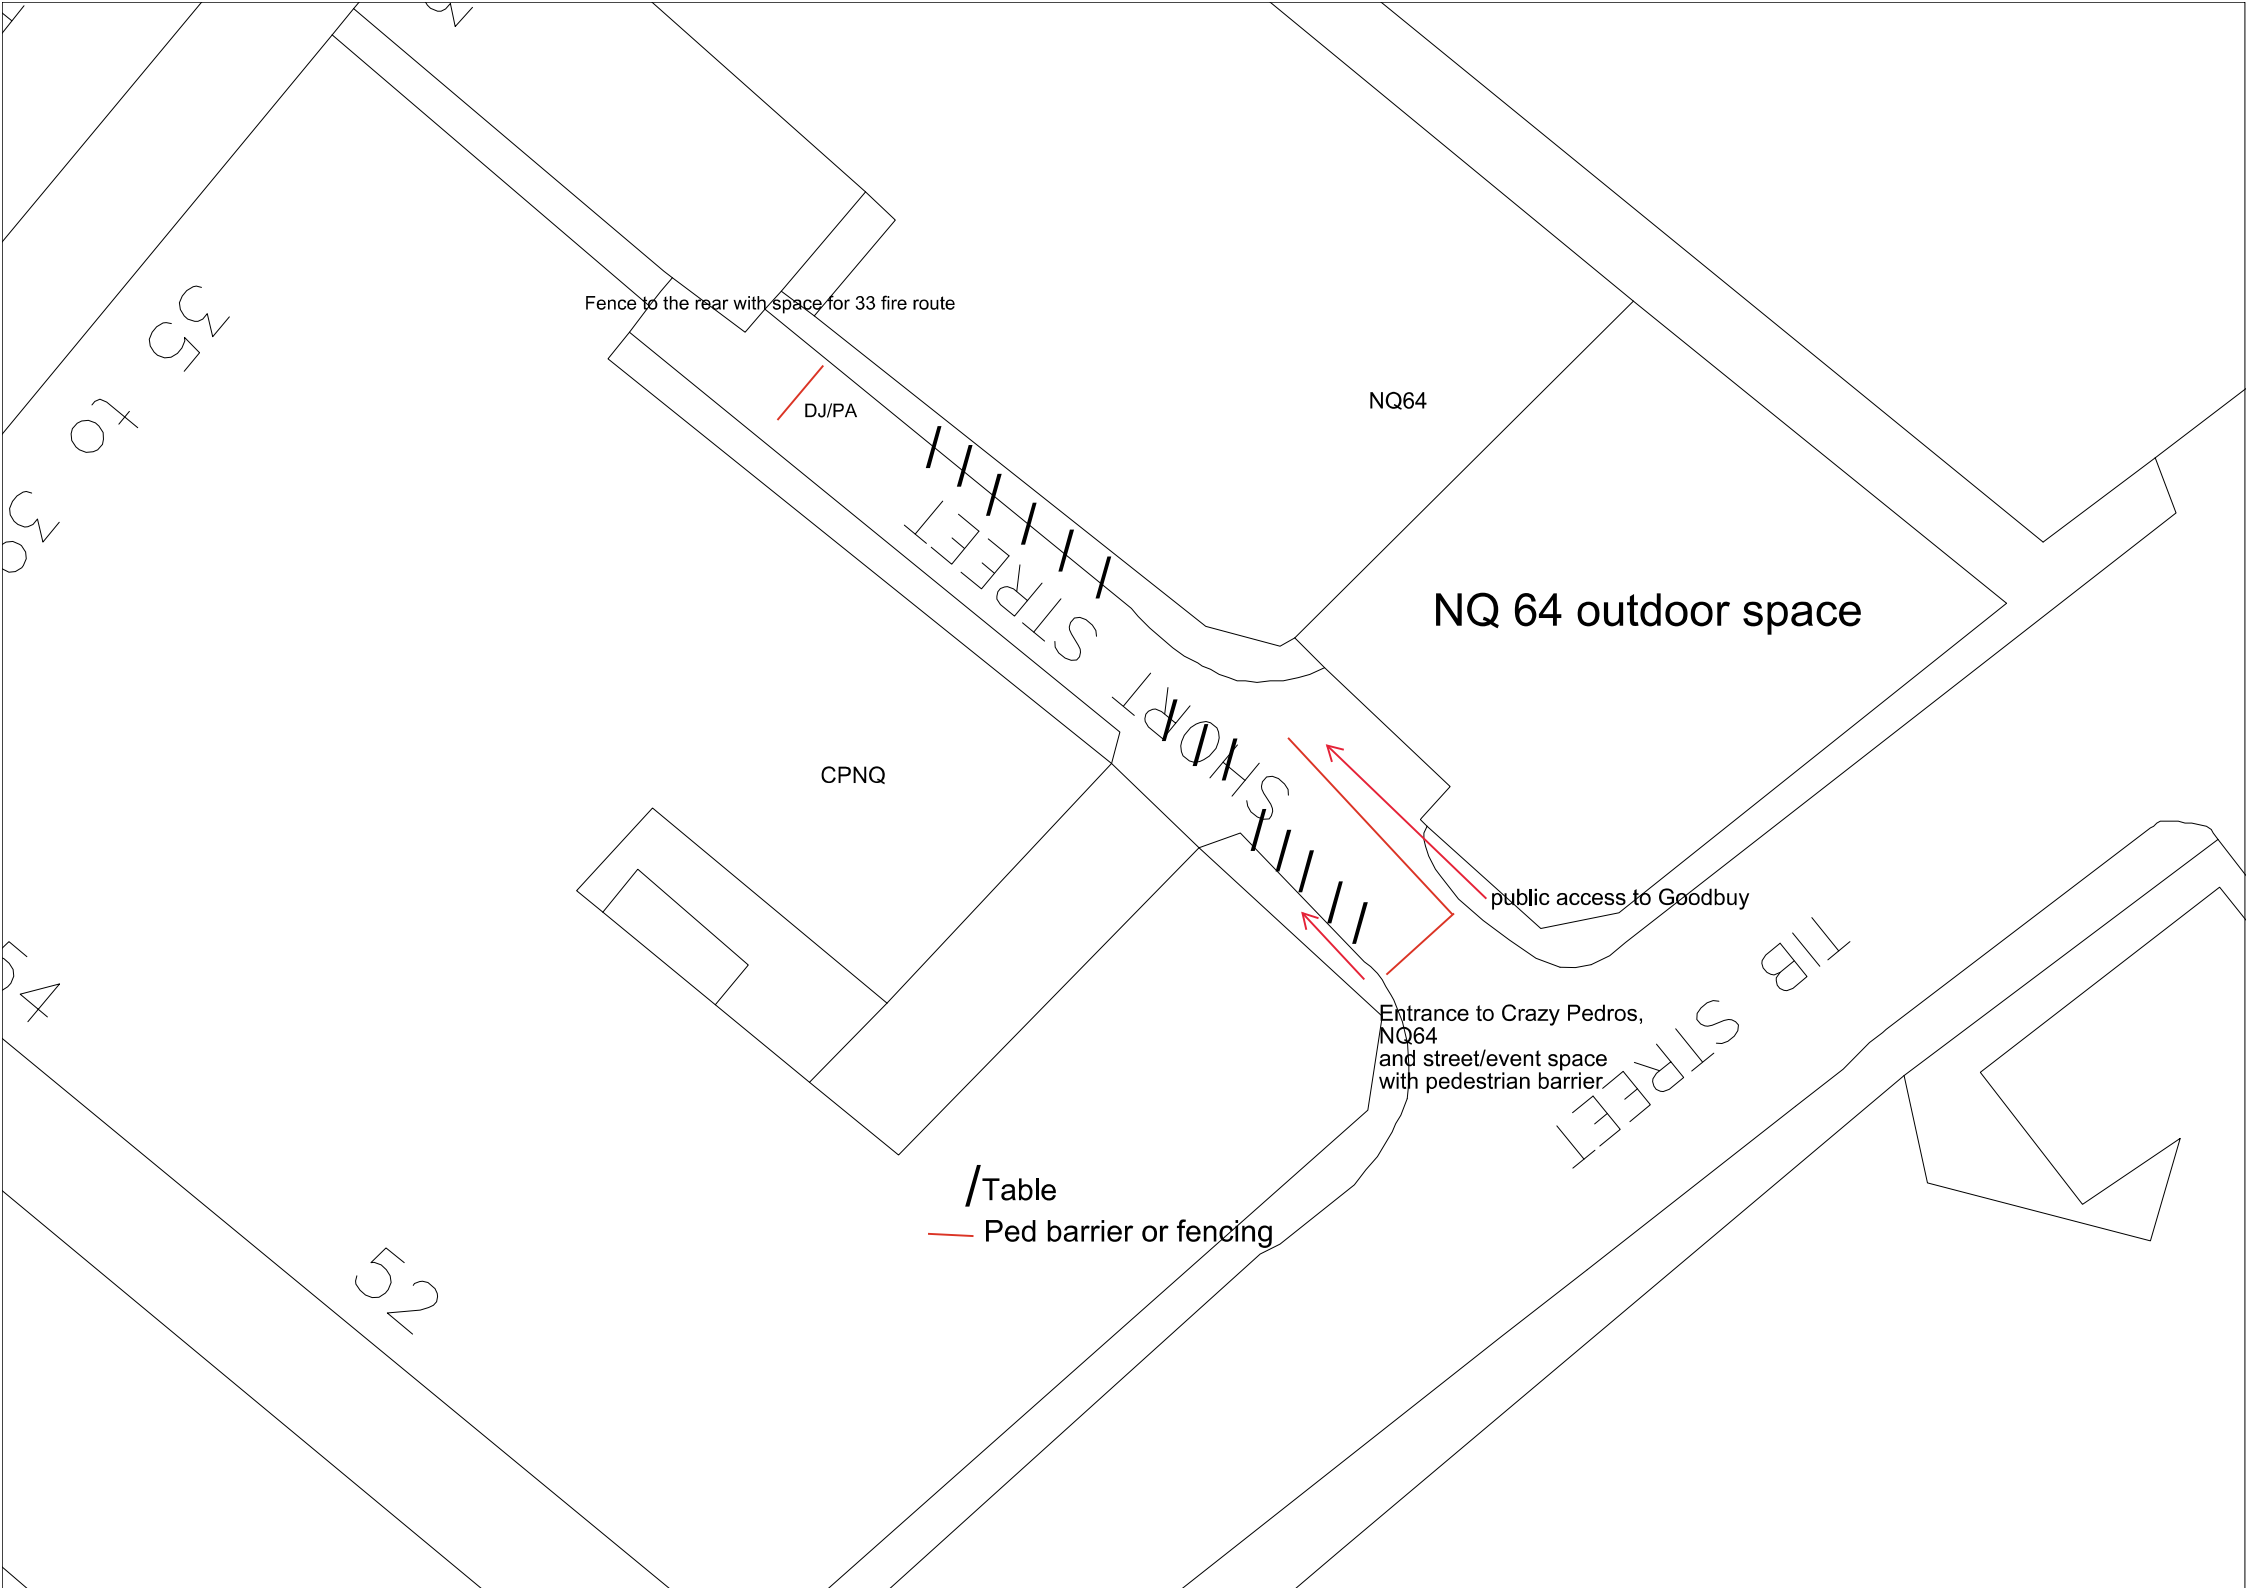 Fence to the rear with space for 33 fire route
35 to
DJ/PA
NQ64
NQ 64 outdoor space
SHORT STREET
CPNQ
public access to Goodbuy
TIB STREET
54
Entrance to Crazy Pedros,
NQ64
and street/event space
with pedestrian barrier
Table
Ped barrier or fencing
52